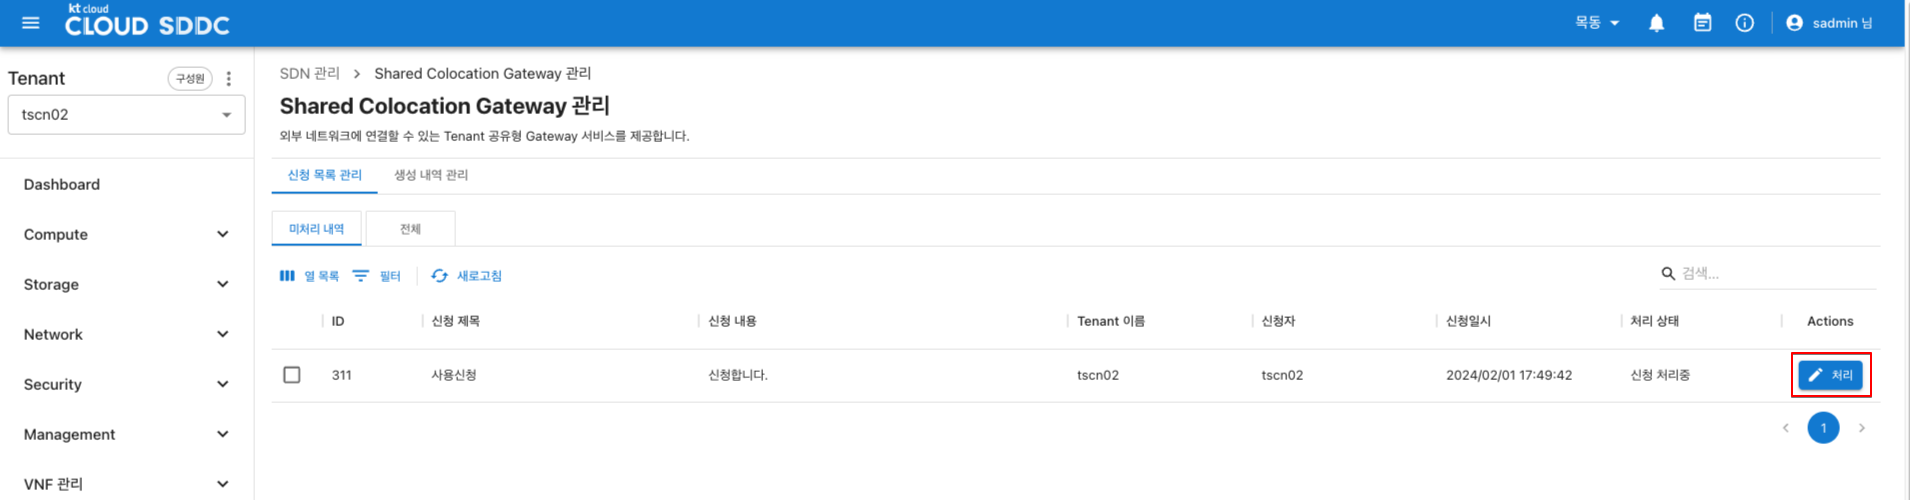 kt cloud
CLOUD SDDC
목동
sadmin 님
Tenant
구성원
tscn02
Dashboard
Compute
Storage
Network
Security
Management
VNF 관리
SDN 관리 > Shared Colocation Gateway 관리
Shared Colocation Gateway 관리
외부 네트워크에 연결할 수 있는 Tenant 공유형 Gateway 서비스를 제공합니다.
신청 목록 관리 생성 내역 관리
미처리 내역 전체
열 목록 필터 새로고침 검색...
ID 신청 제목 신청 내용 Tenant 이름 신청자 신청일시 처리 상태 Actions
311 사용신청 신청합니다. tscn02 tscn02 2024/02/01 17:49:42 신청 처리중 처리
1